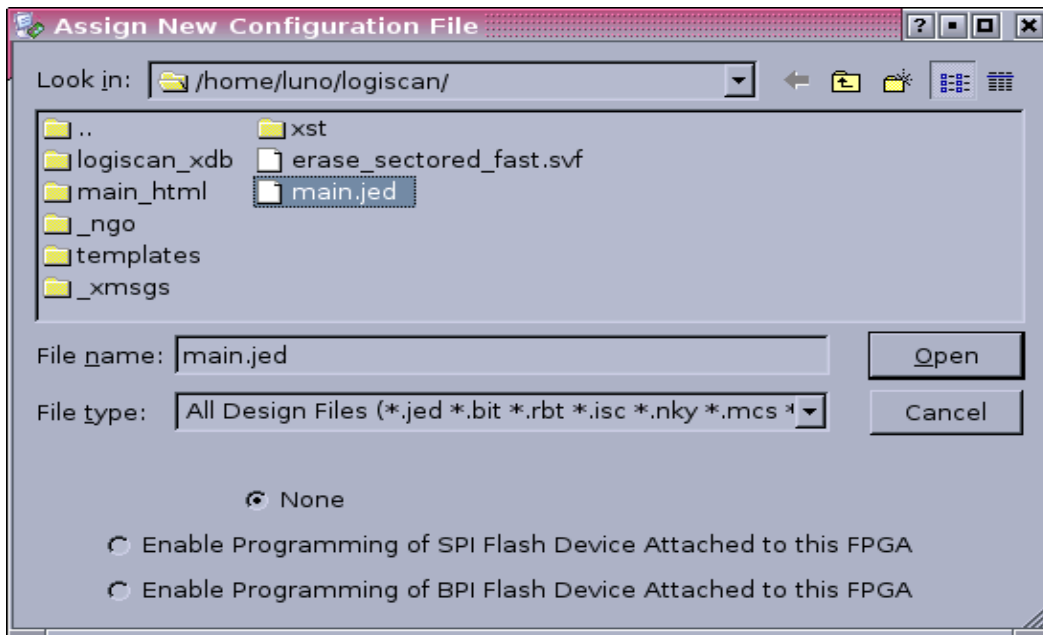 Assign New Configuration File
Look in: /home/luno/logiscan/
..
logiscan_xdb
main_html
_ngo
templates
_xmsgs
xst
erase_sectored_fast.svf
main.jed
File name: main.jed
Open
File type: All Design Files (*.jed *.bit *.rbt *.isc *.nky *.mcs *
Cancel
None
Enable Programming of SPI Flash Device Attached to this FPGA
Enable Programming of BPI Flash Device Attached to this FPGA